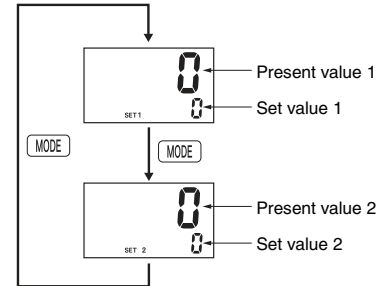 0 Present value 1
SET1 0 Set value 1
MODE MODE
0 Present value 2
SET 2 0 Set value 2